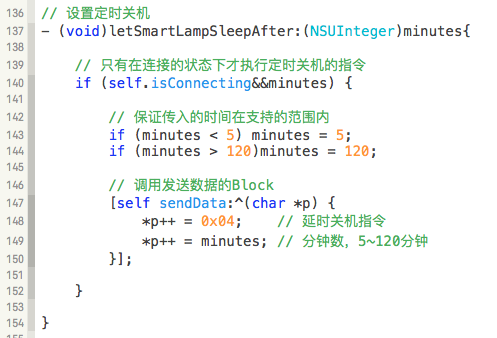 136 // 设置定时关机
137 - (void)letSmartLampSleepAfter:(NSUInteger)minutes{
138
139 // 只有在连接的状态下才执行定时关机的指令
140 if (self.isConnecting&&minutes) {
141
142 // 保证传入的时间在支持的范围内
143 if (minutes < 5) minutes = 5;
144 if (minutes > 120)minutes = 120;
145
146 // 调用发送数据的Block
147 [self sendData:^(char *p) {
148 *p++ = 0x04; // 延时关机指令
149 *p++ = minutes; // 分钟数，5~120分钟
150 }];
151
152 }
153
154 }
155